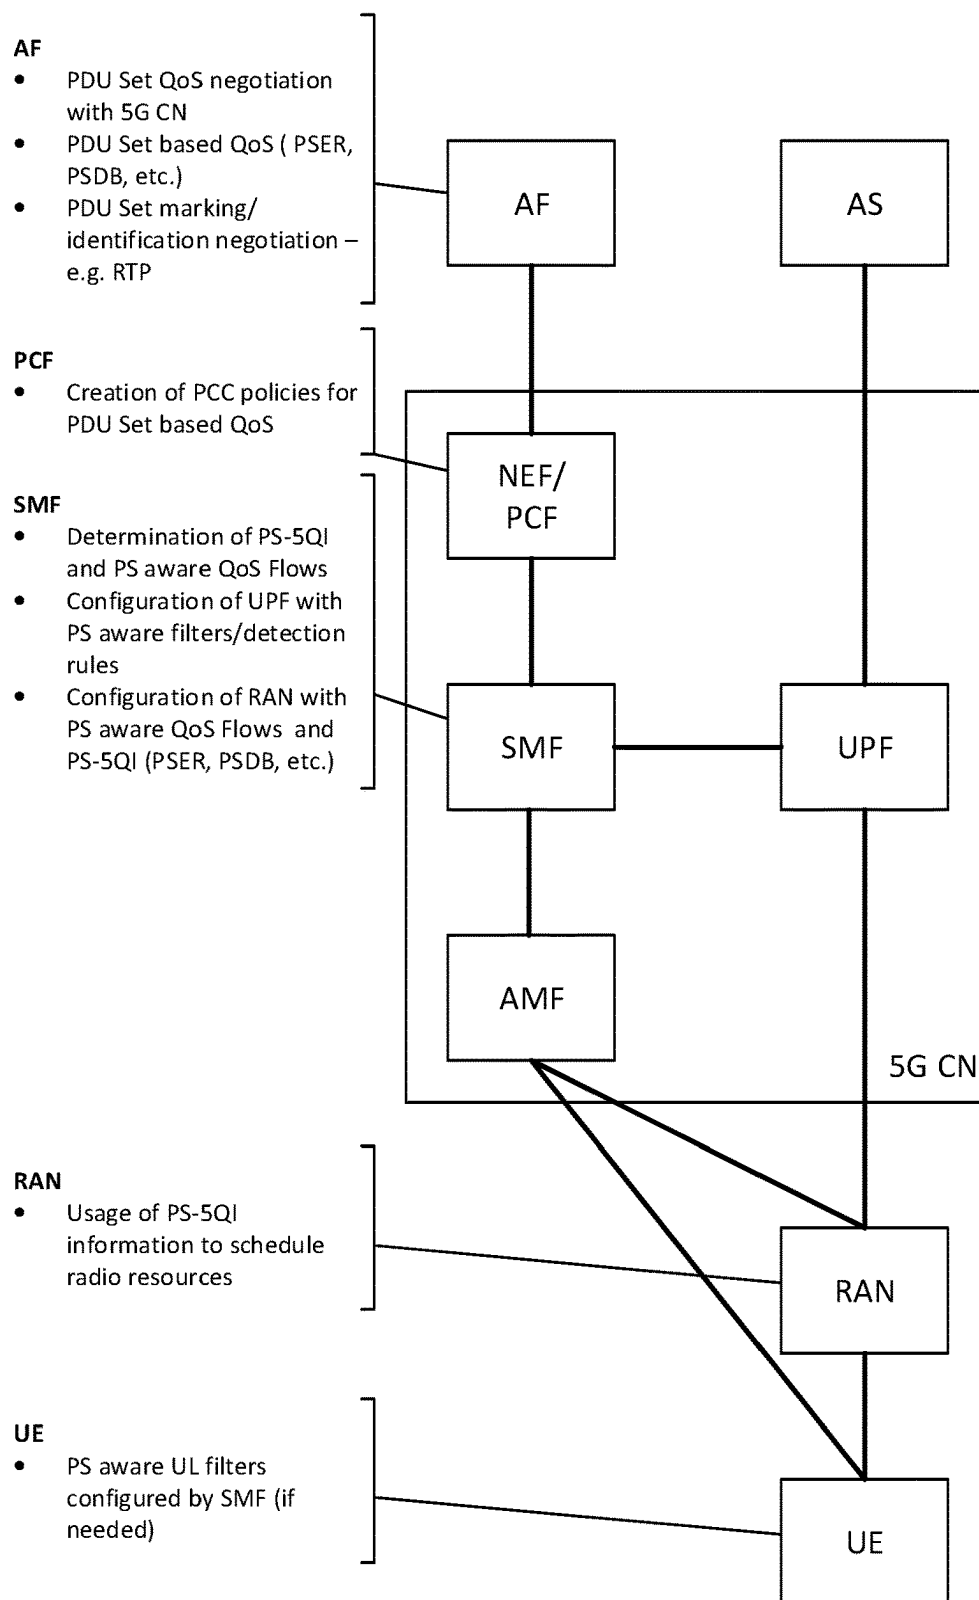 AF
• PDU Set QoS negotiation
with 5G CN
• PDU Set based QoS ( PSER,
PSDB, etc.)
• PDU Set marking/
identification negotiation –
e.g. RTP
PCF
• Creation of PCC policies for
PDU Set based QoS
SMF
• Determination of PS-5QI
and PS aware QoS Flows
• Configuration of UPF with
PS aware filters/detection
rules
• Configuration of RAN with
PS aware QoS Flows and
PS-5QI (PSER, PSDB, etc.)
RAN
• Usage of PS-5QI
information to schedule
radio resources
UE
• PS aware UL filters
configured by SMF (if
needed)
AF
AS
NEF/
PCF
SMF
UPF
AMF
5G CN
RAN
UE